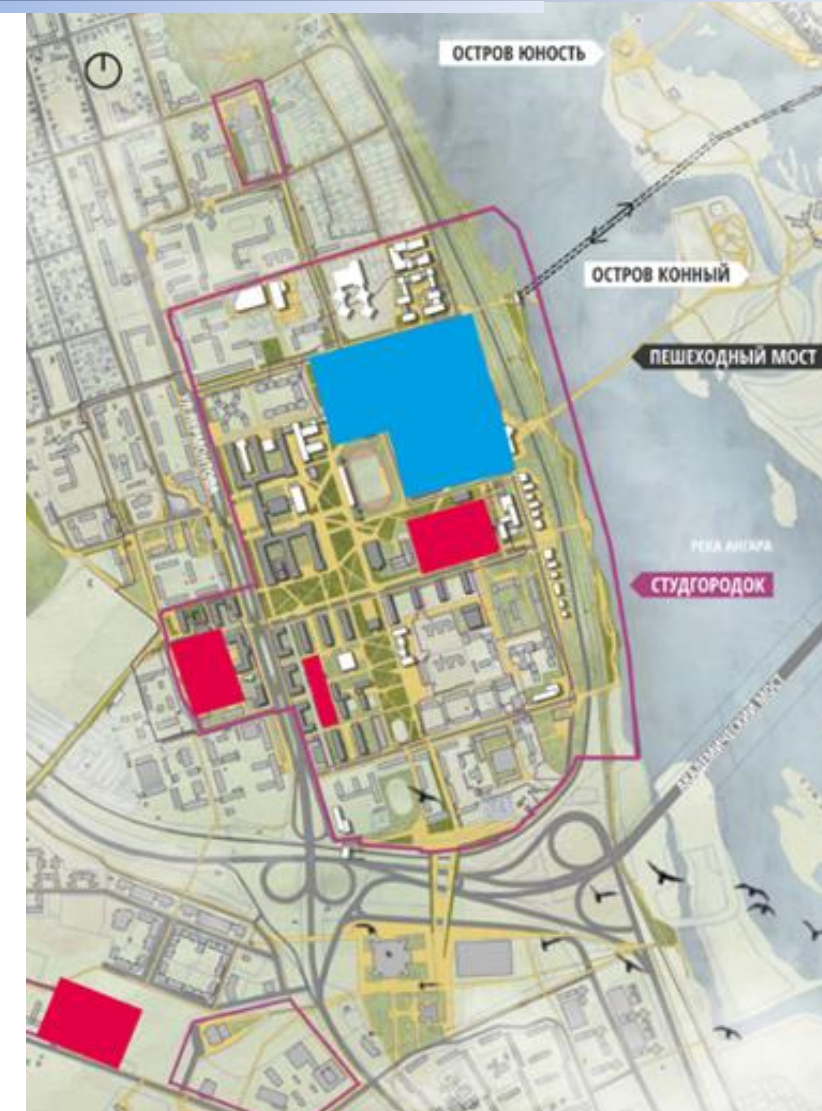 ОСТРОВ ЮНОСТЬ
ОСТРОВ КОННЫЙ
ПЕШЕХОДНЫЙ МОСТ
РЕКА АНГАРА
СТУДГОРОДОК
АКАДЕМИЧЕСКИЙ МОСТ